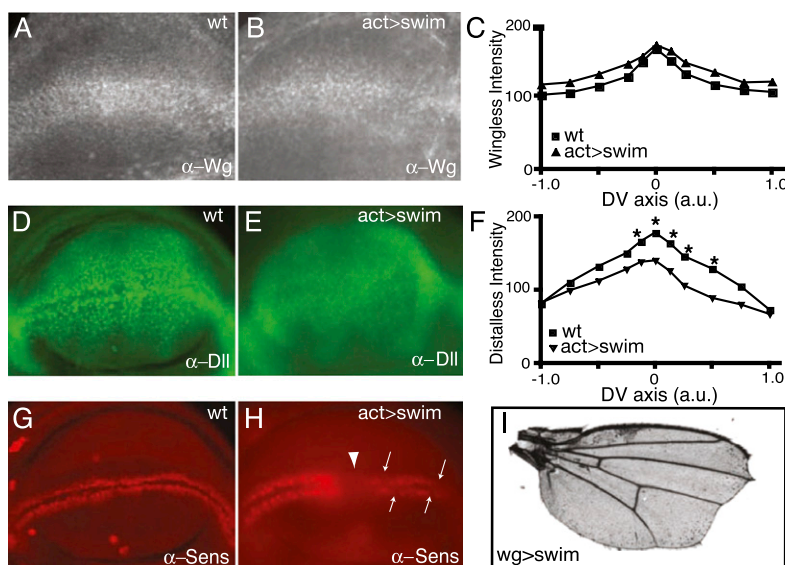 A
wt
α–Wg
B
act>swim
α–Wg
C
Wingless Intensity
200
100
0
wt
act>swim
-1.0
0
1.0
DV axis (a.u.)
D
wt
α–Dll
E
act>swim
α–Dll
F
Distalless Intensity
200
100
0
* * * * *
wt
act>swim
-1.0
0
1.0
DV axis (a.u.)
G
wt
α–Sens
H
act>swim
α–Sens
I
wg>swim